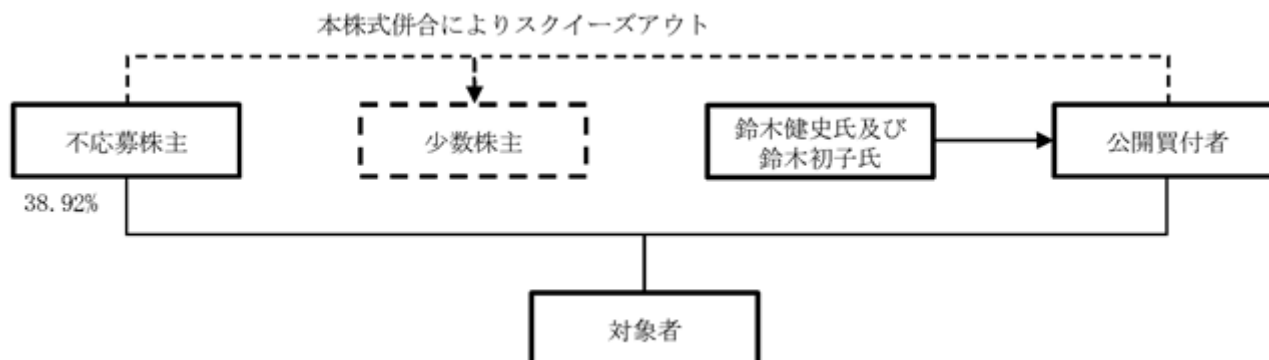 本株式併合によりスクイーズアウト
不応募株主
少数株主
鈴木健史氏及び
鈴木初子氏
公開買付者
38.92%
対象者